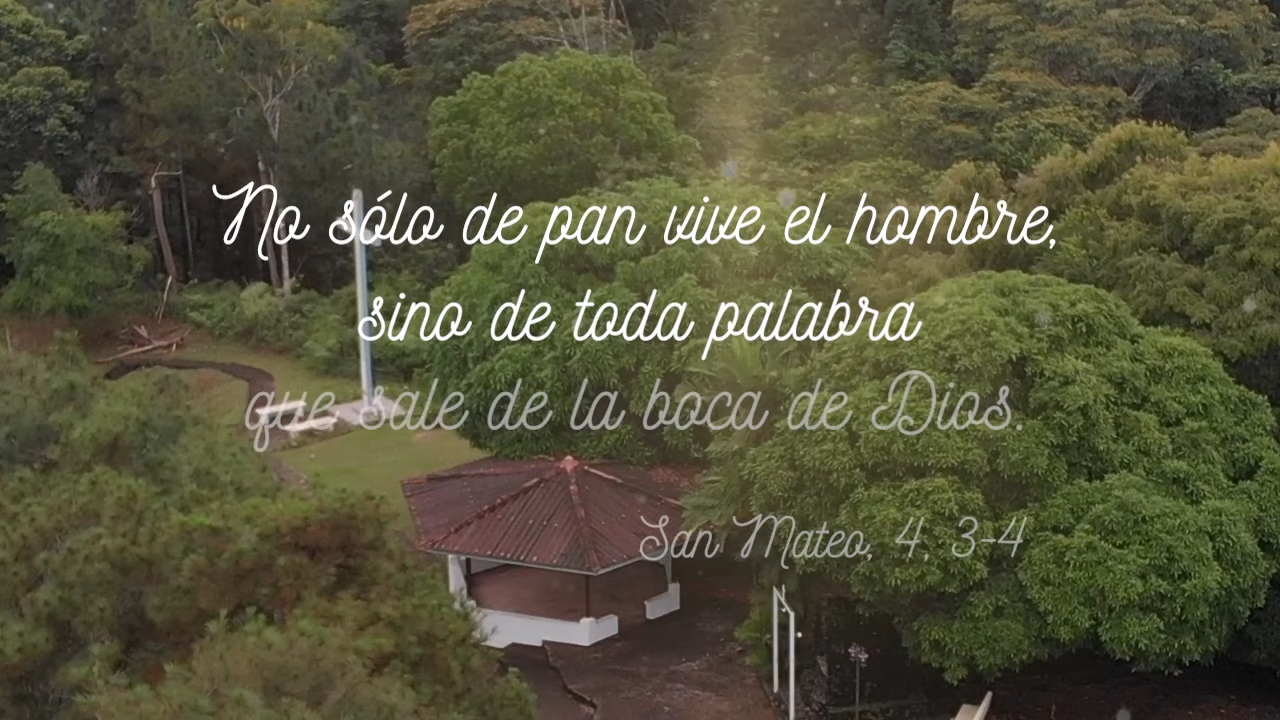 No sólo de pan vive el hombre,
sino de toda palabra
que sale de la boca de Dios.
San Mateo, 4, 3-4